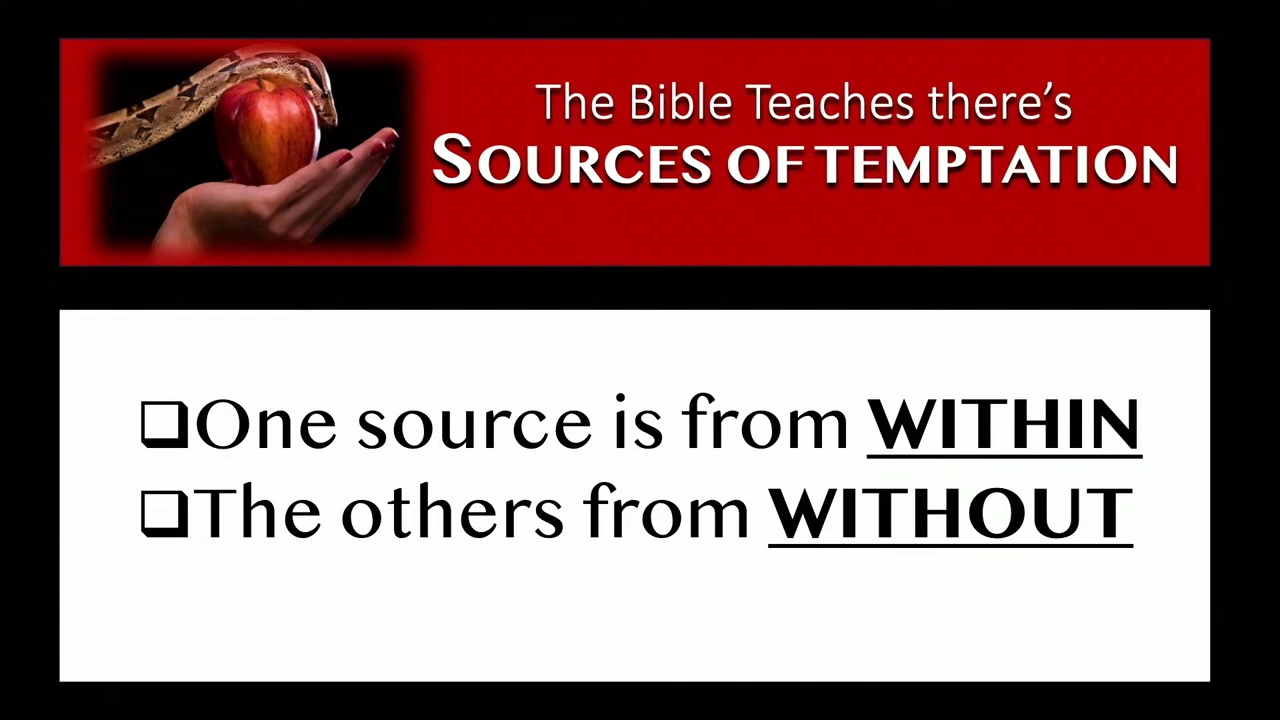 The Bible Teaches there's
SOURCES OF TEMPTATION
❑One source is from WITHIN
❑The others from WITHOUT